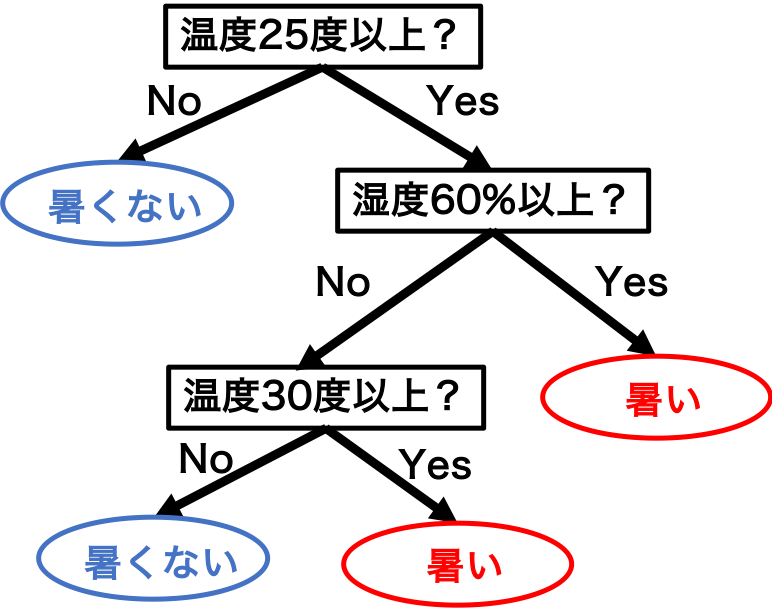 温度25度以上？
No
Yes
暑くない
湿度60%以上？
No
Yes
温度30度以上？
暑い
No
Yes
暑くない
暑い